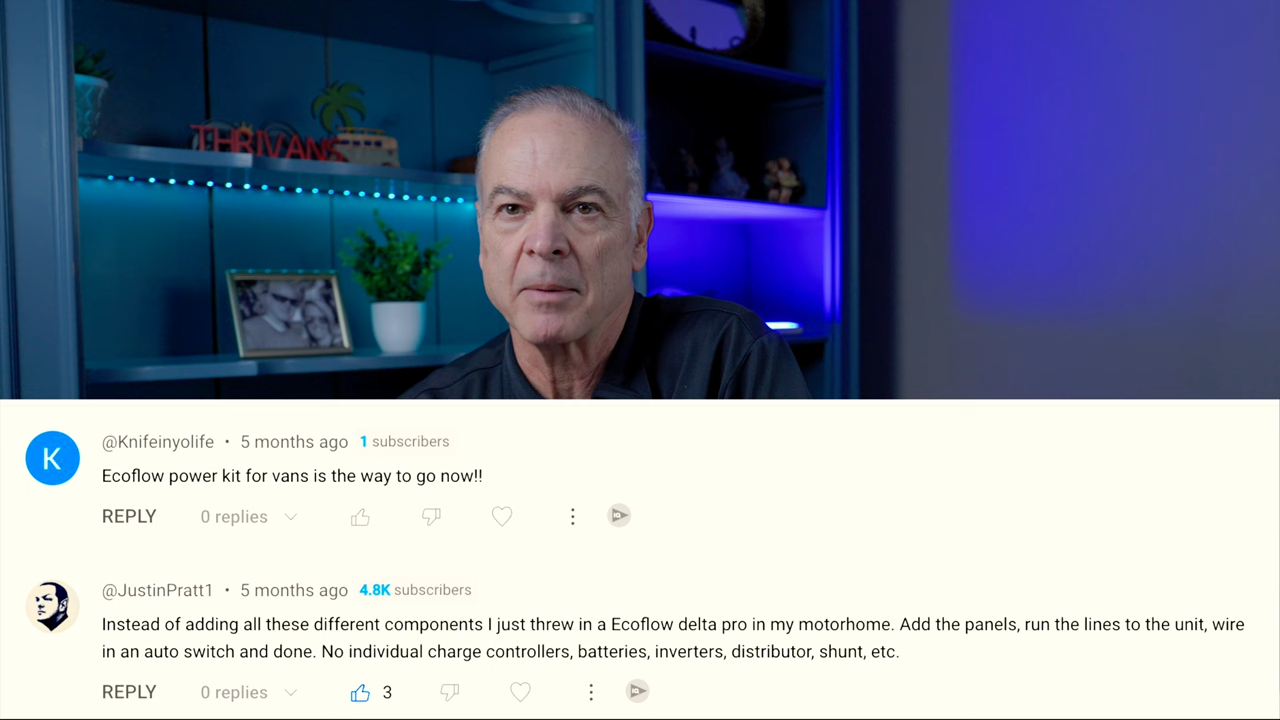 THRIVANS
K
@Knifeinyolife • 5 months ago 1 subscribers
Ecoflow power kit for vans is the way to go now!!
REPLY 0 replies
@JustinPratt1 • 5 months ago 4.8K subscribers
Instead of adding all these different components I just threw in a Ecoflow delta pro in my motorhome. Add the panels, run the lines to the unit, wire
in an auto switch and done. No individual charge controllers, batteries, inverters, distributor, shunt, etc.
REPLY 0 replies 3